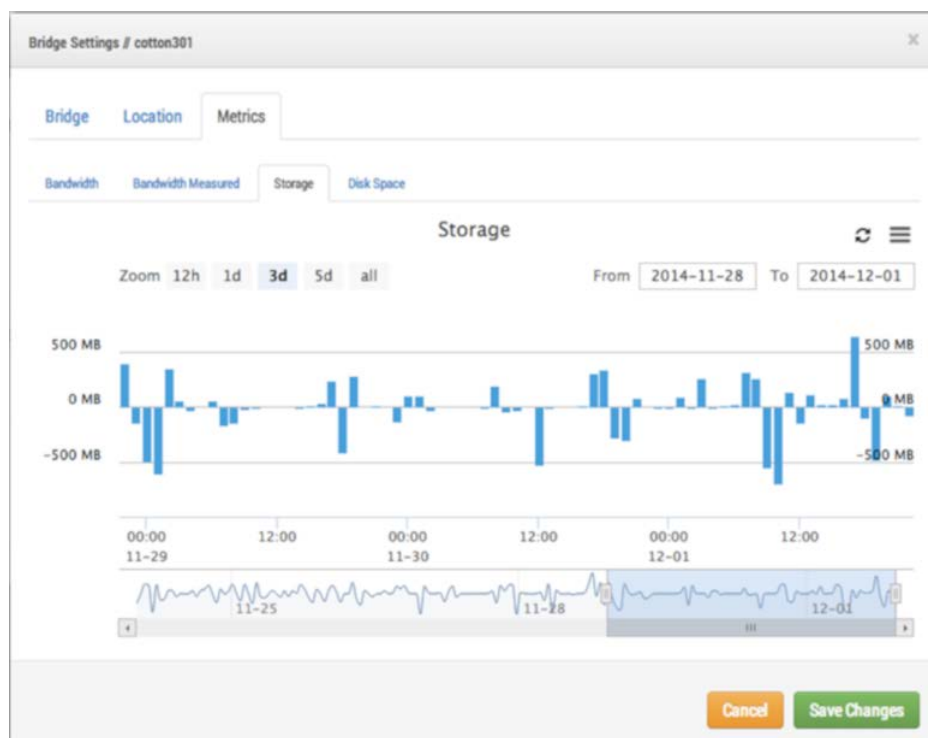 Bridge Settings // cotton301 ×
Bridge Location Metrics
Bandwidth Bandwidth Measured Storage Disk Space
Storage
Zoom 12h 1d 3d 5d all From 2014-11-28 To 2014-12-01
500 MB 500 MB
0 MB 0 MB
-500 MB -500 MB
00:00 12:00 00:00 12:00 00:00 12:00
11-29 11-30 12-01
11-25 11-28 12-01
Cancel Save Changes